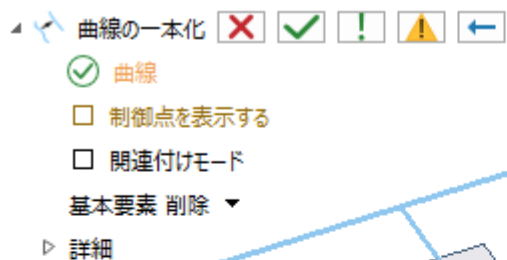 曲線の一本化
曲線
制御点を表示する
関連付けモード
基本要素 削除
詳細